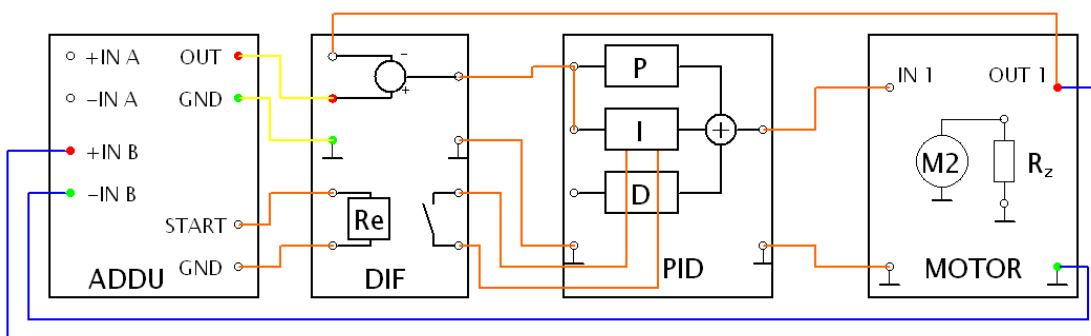 +IN A OUT
-IN A GND
+IN B
-IN B
START
GND
ADDU
-
+
Re
DIF
P
I
+
D
PID
IN 1 OUT 1
M2 Rz
MOTOR